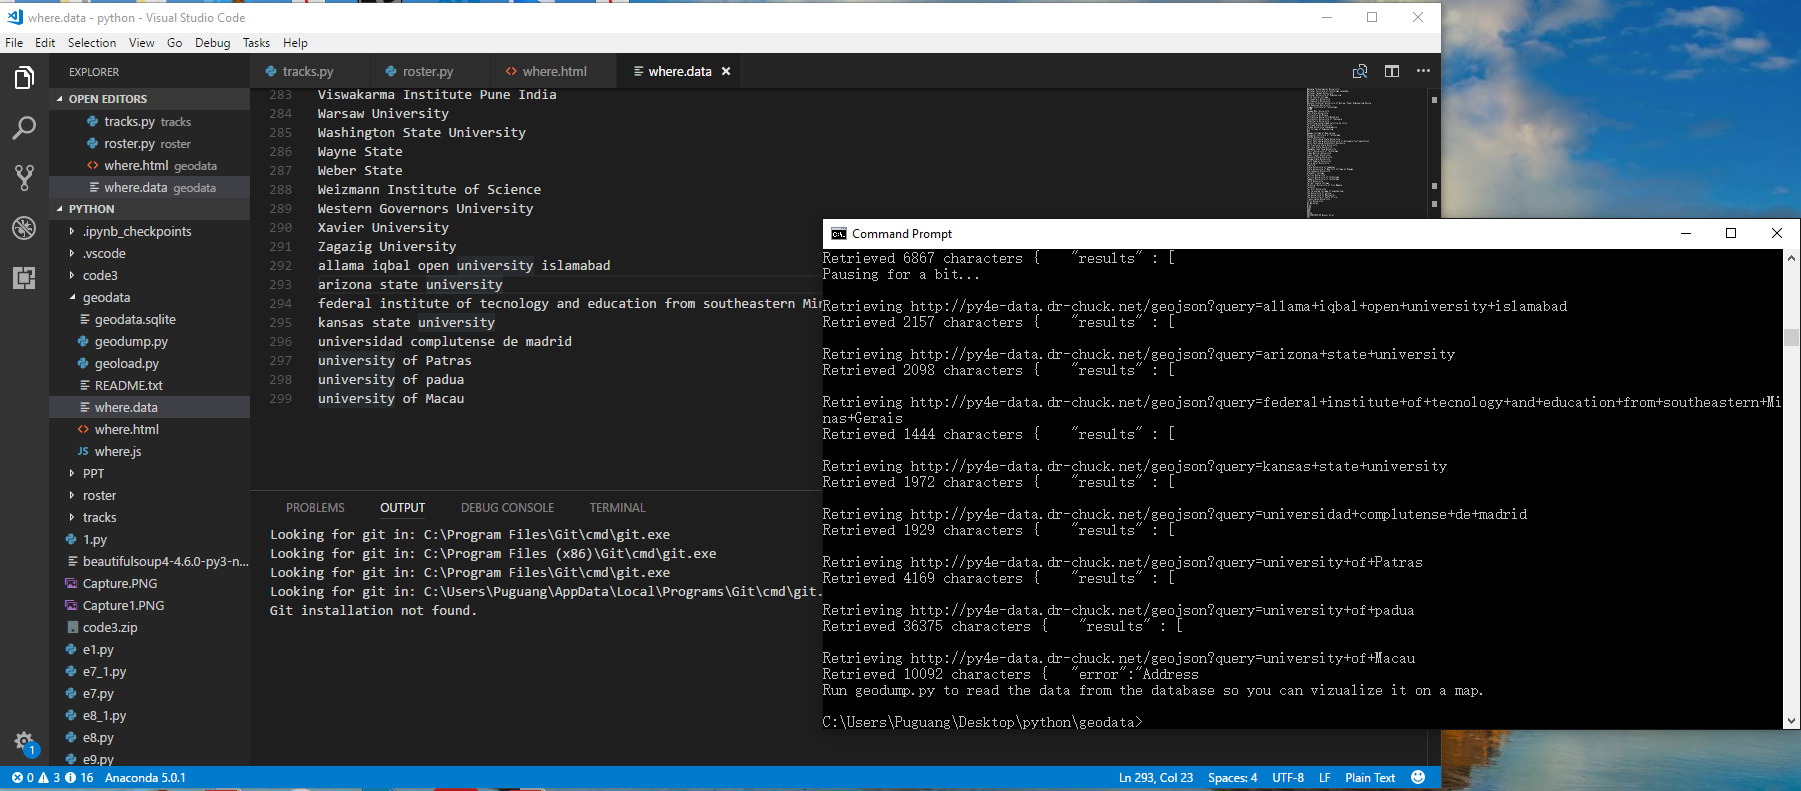 where.data - python - Visual Studio Code
File Edit Selection View Go Debug Tasks Help
EXPLORER
OPEN EDITORS
tracks.py tracks
roster.py roster
where.html geodata
where.data geodata
PYTHON
.ipynb_checkpoints
.vscode
code3
geodata
geodata.sqlite
geodump.py
geoload.py
README.txt
where.data
where.html
JS where.js
PPT
roster
tracks
1.py
beautifulsoup4-4.6.0-py3-n...
Capture.PNG
Capture1.PNG
code3.zip
e1.py
e7_1.py
e7.py
e8_1.py
e8.py
e9.py
1
tracks.py roster.py where.html where.data
283 Viswakarma Institute Pune India
284 Warsaw University
285 Washington State University
286 Wayne State
287 Weber State
288 Weizmann Institute of Science
289 Western Governors University
290 Xavier University
291 Zagazig University
292 allama iqbal open university islamabad
293 arizona state university
294 federal institute of tecnology and education from southeastern Min
295 kansas state university
296 universidad complutense de madrid
297 university of Patras
298 university of padua
299 university of Macau
PROBLEMS OUTPUT DEBUG CONSOLE TERMINAL
Looking for git in: C:\Program Files\Git\cmd\git.exe
Looking for git in: C:\Program Files (x86)\Git\cmd\git.exe
Looking for git in: C:\Program Files\Git\cmd\git.exe
Looking for git in: C:\Users\Puguang\AppData\Local\Programs\Git\cmd\git.
Git installation not found.
Command Prompt
Retrieved 6867 characters {    "results" : [
Pausing for a bit...
Retrieving http://py4e-data.dr-chuck.net/geojson?query=allama+iqbal+open+university+islamabad
Retrieved 2157 characters {    "results" : [
Retrieving http://py4e-data.dr-chuck.net/geojson?query=arizona+state+university
Retrieved 2098 characters {    "results" : [
Retrieving http://py4e-data.dr-chuck.net/geojson?query=federal+institute+of+tecnology+and+education+from+southeastern+Mi
nas+Gerais
Retrieved 1444 characters {    "results" : [
Retrieving http://py4e-data.dr-chuck.net/geojson?query=kansas+state+university
Retrieved 1972 characters {    "results" : [
Retrieving http://py4e-data.dr-chuck.net/geojson?query=universidad+complutense+de+madrid
Retrieved 1929 characters {    "results" : [
Retrieving http://py4e-data.dr-chuck.net/geojson?query=university+of+Patras
Retrieved 4169 characters {    "results" : [
Retrieving http://py4e-data.dr-chuck.net/geojson?query=university+of+padua
Retrieved 36375 characters {    "results" : [
Retrieving http://py4e-data.dr-chuck.net/geojson?query=university+of+Macau
Retrieved 10092 characters {   "error":"Address
Run geodump.py to read the data from the database so you can vizualize it on a map.
C:\Users\Puguang\Desktop\python\geodata>
0 3 16 Anaconda 5.0.1 Ln 293, Col 23 Spaces: 4 UTF-8 LF Plain Text